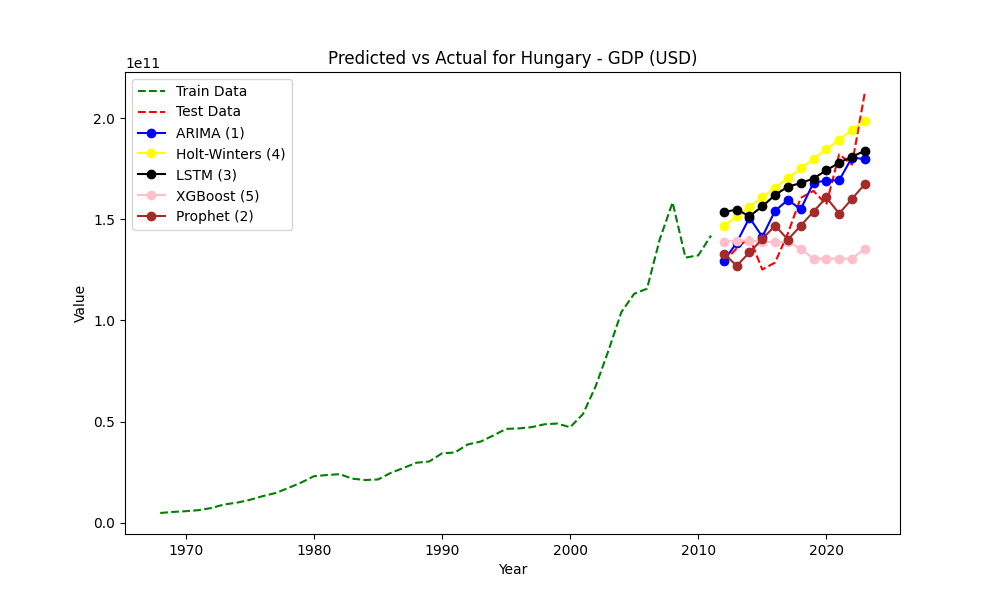 Predicted vs Actual for Hungary - GDP (USD)
1e11
Train Data
Test Data
ARIMA (1)
Holt-Winters (4)
LSTM (3)
XGBoost (5)
Prophet (2)
2.0
1.5
1.0
0.5
0.0
Value
1970 1980 1990 2000 2010 2020
Year